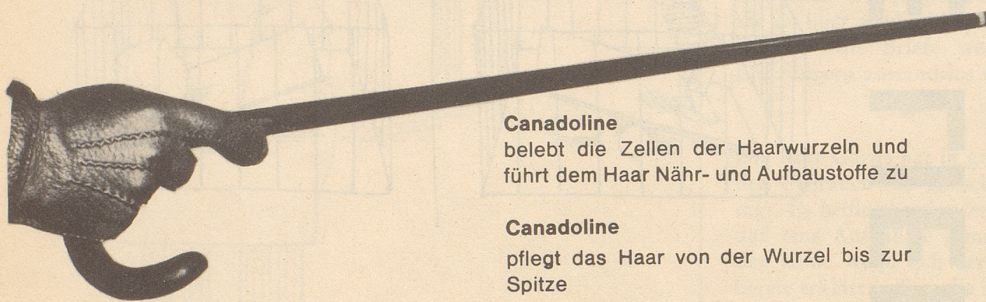 Canadoline
belebt die Zellen der Haarwurzeln und
führt dem Haar Nähr- und Aufbaustoffe zu
Canadoline
pflegt das Haar von der Wurzel bis zur
Spitze